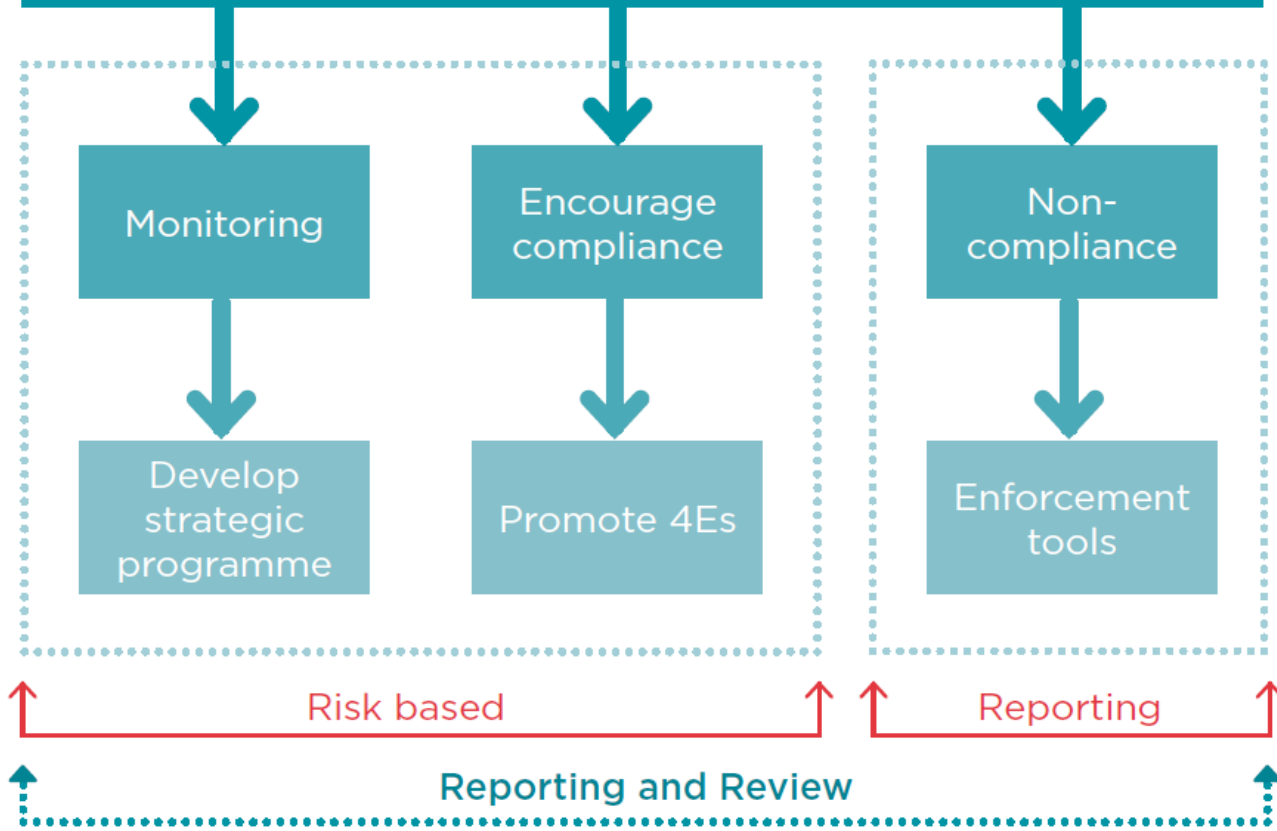 Monitoring
Encourage
compliance
Non-
compliance
Develop
strategic
programme
Promote 4Es
Enforcement
tools
Risk based
Reporting
Reporting and Review